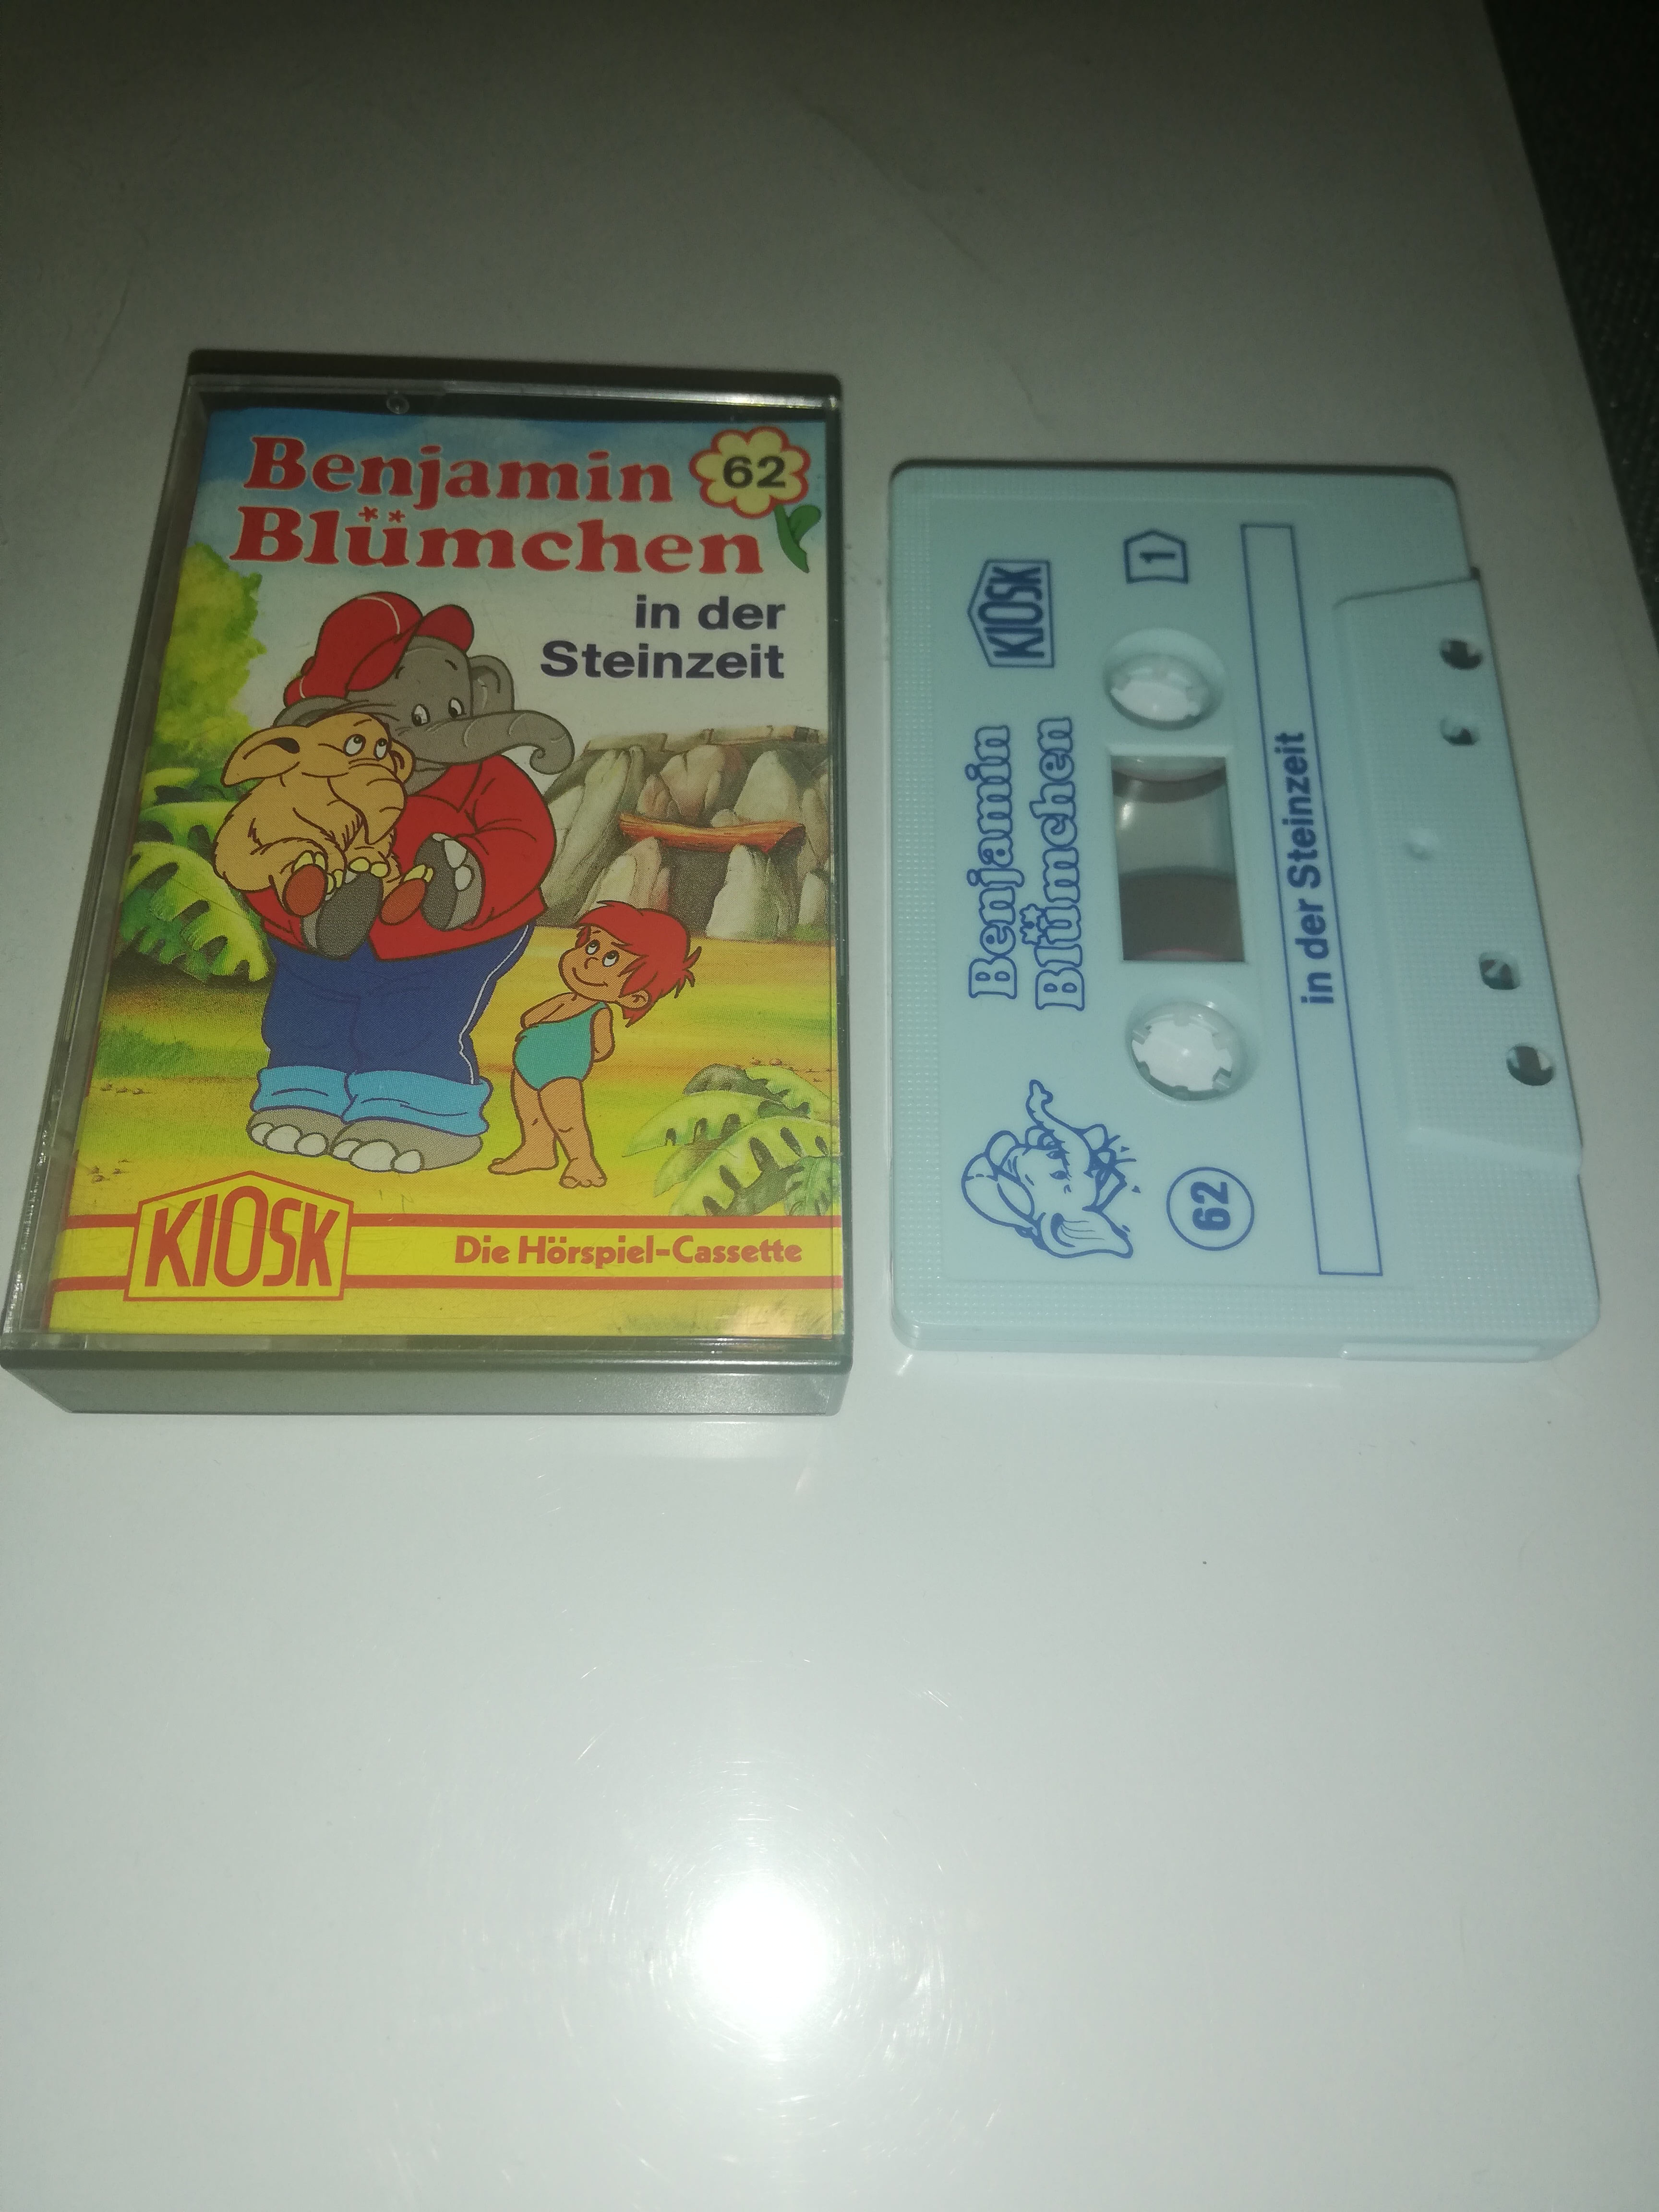 Benjamin
Blümchen
62
in der
Steinzeit
KIOSK
Die Hörspiel-Cassette
KIOSK
1
Benjamin
Blümchen
62
in der Steinzeit